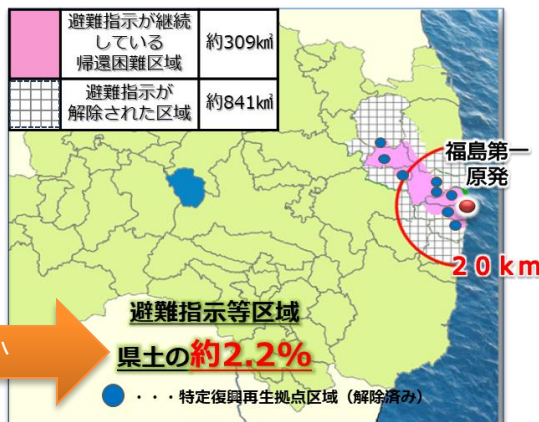 避難指示が継続
している
帰還困難区域
約309㎢
避難指示が
解除された区域
約841㎢
福島第一
原発
20km
避難指示等区域
県土の約2.2%
●・・・特定復興再生拠点区域（解除済み）